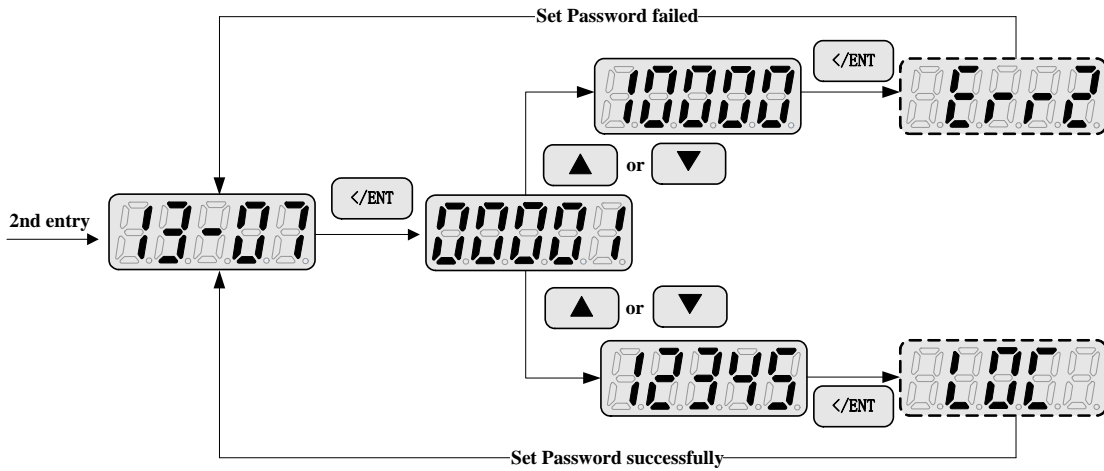 Set Password failed
10000
</ENT
Err2
▲ or ▼
2nd entry
13-07
</ENT
00001
▲ or ▼
12345
</ENT
LOC
Set Password successfully